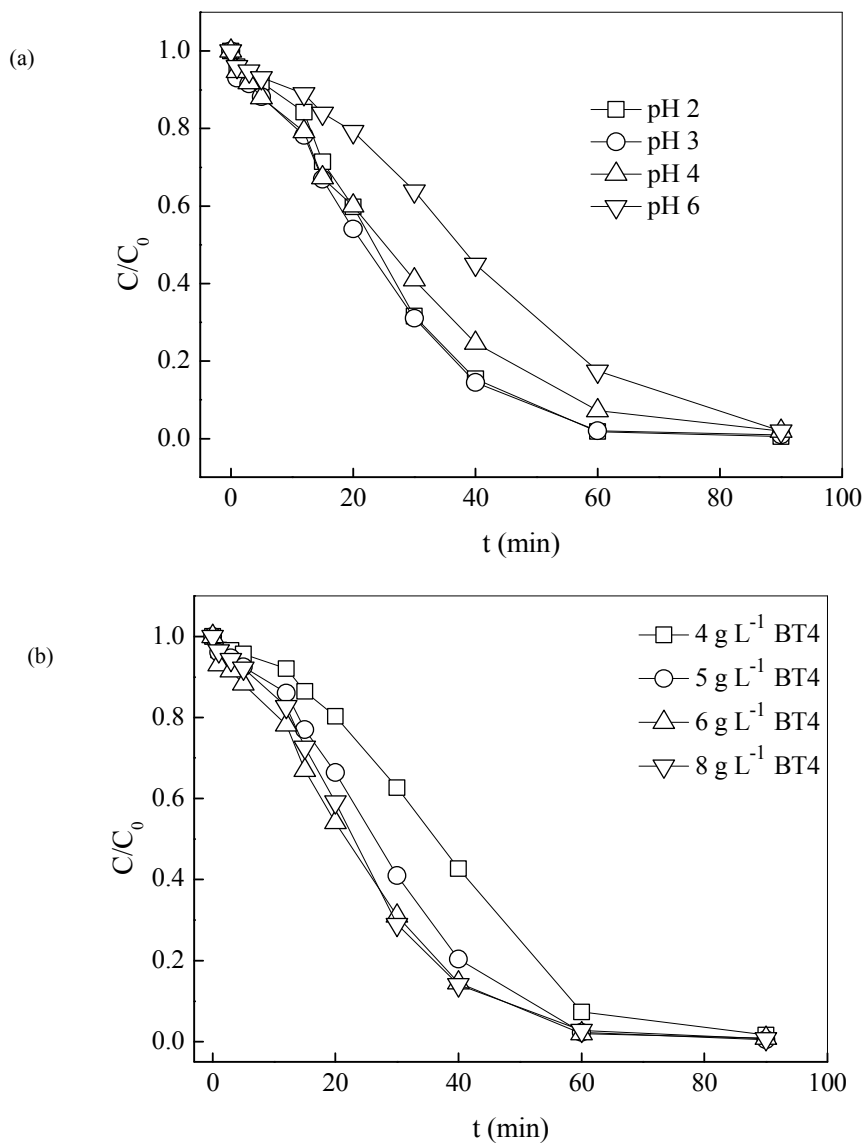 (a)
1.0
0.8
0.6
0.4
0.2
0.0
C/C₀
pH 2
pH 3
pH 4
pH 6
0 20 40 60 80 100
t (min)
(b)
1.0
0.8
0.6
0.4
0.2
0.0
C/C₀
4 g L⁻¹ BT4
5 g L⁻¹ BT4
6 g L⁻¹ BT4
8 g L⁻¹ BT4
0 20 40 60 80 100
t (min)